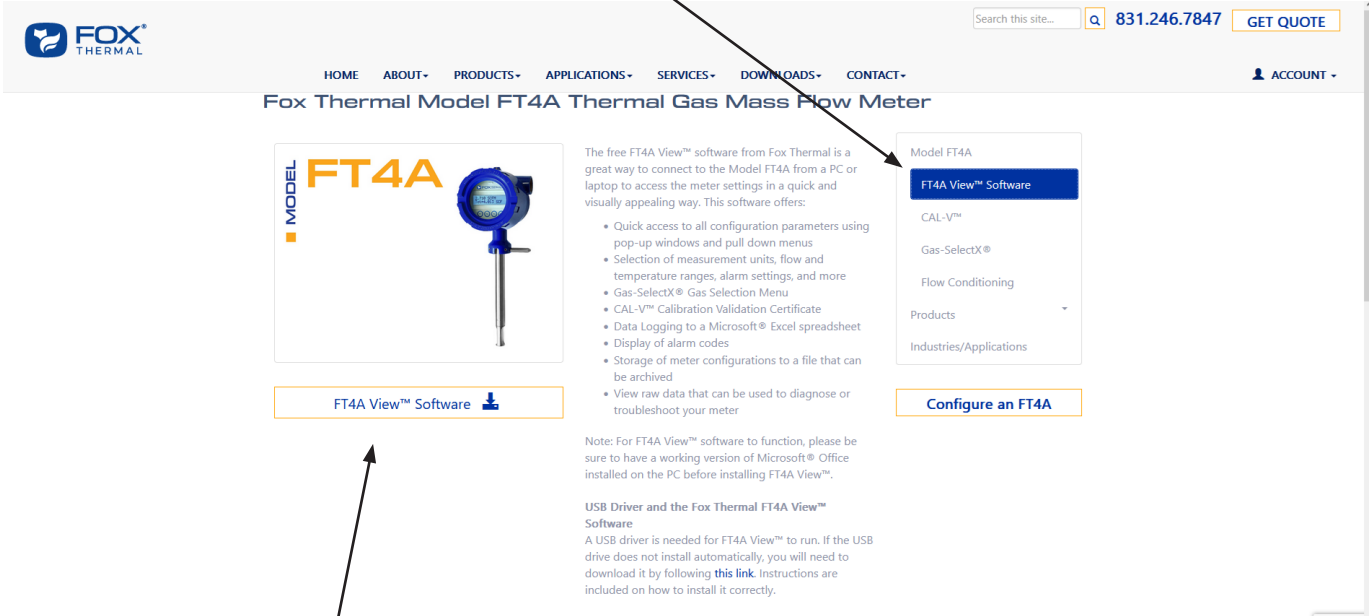 FOX®
THERMAL
Search this site...
831.246.7847
GET QUOTE
HOME ABOUT PRODUCTS APPLICATIONS SERVICES DOWNLOADS CONTACT
ACCOUNT
Fox Thermal Model FT4A Thermal Gas Mass Flow Meter
MODEL
FT4A
FT4A View™ Software
The free FT4A View™ software from Fox Thermal is a
great way to connect to the Model FT4A from a PC or
laptop to access the meter settings in a quick and
visually appealing way. This software offers:
• Quick access to all configuration parameters using
pop-up windows and pull down menus
• Selection of measurement units, flow and
temperature ranges, alarm settings, and more
• Gas-SelectX® Gas Selection Menu
• CAL-V™ Calibration Validation Certificate
• Data Logging to a Microsoft® Excel spreadsheet
• Display of alarm codes
• Storage of meter configurations to a file that can
be archived
• View raw data that can be used to diagnose or
troubleshoot your meter
Note: For FT4A View™ software to function, please be
sure to have a working version of Microsoft® Office
installed on the PC before installing FT4A View™.
USB Driver and the Fox Thermal FT4A View™
Software
A USB driver is needed for FT4A View™ to run. If the USB
drive does not install automatically, you will need to
download it by following this link. Instructions are
included on how to install it correctly.
Model FT4A
FT4A View™ Software
CAL-V™
Gas-SelectX®
Flow Conditioning
Products
Industries/Applications
Configure an FT4A